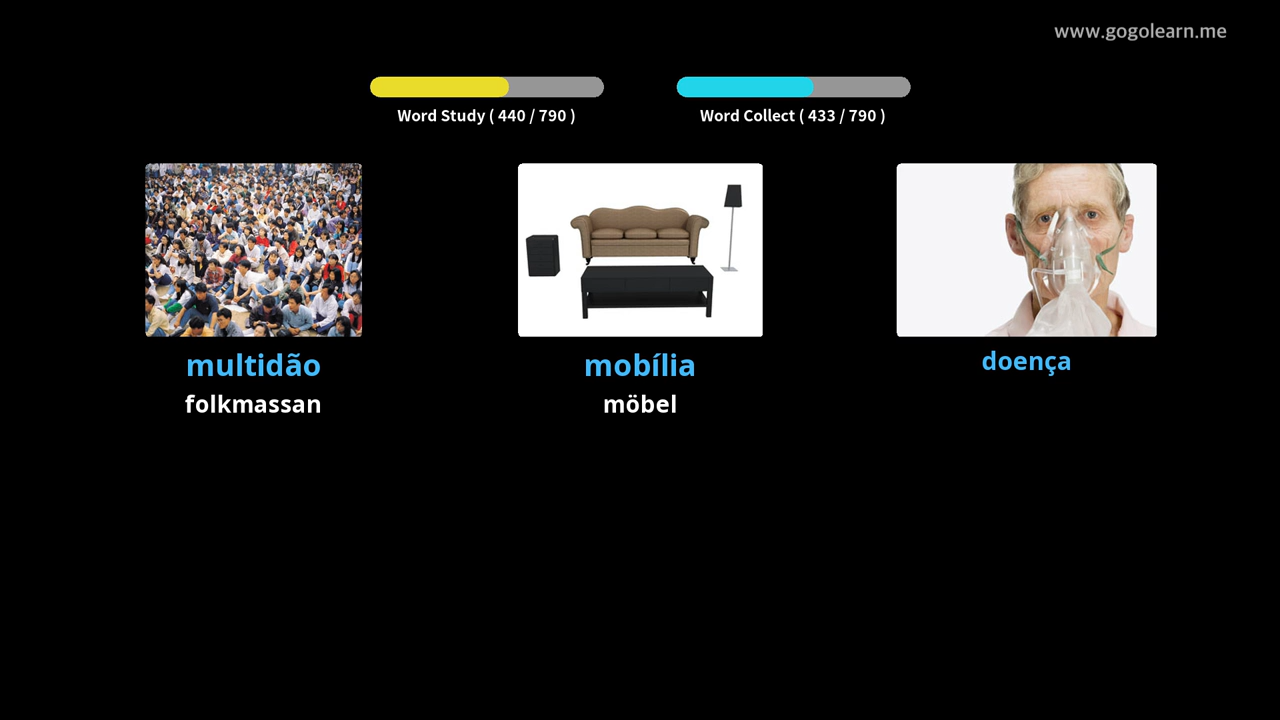 www.gogolearn.me
Word Study ( 440 / 790 )
Word Collect ( 433 / 790 )
multidão
folkmassan
mobília
möbel
doença